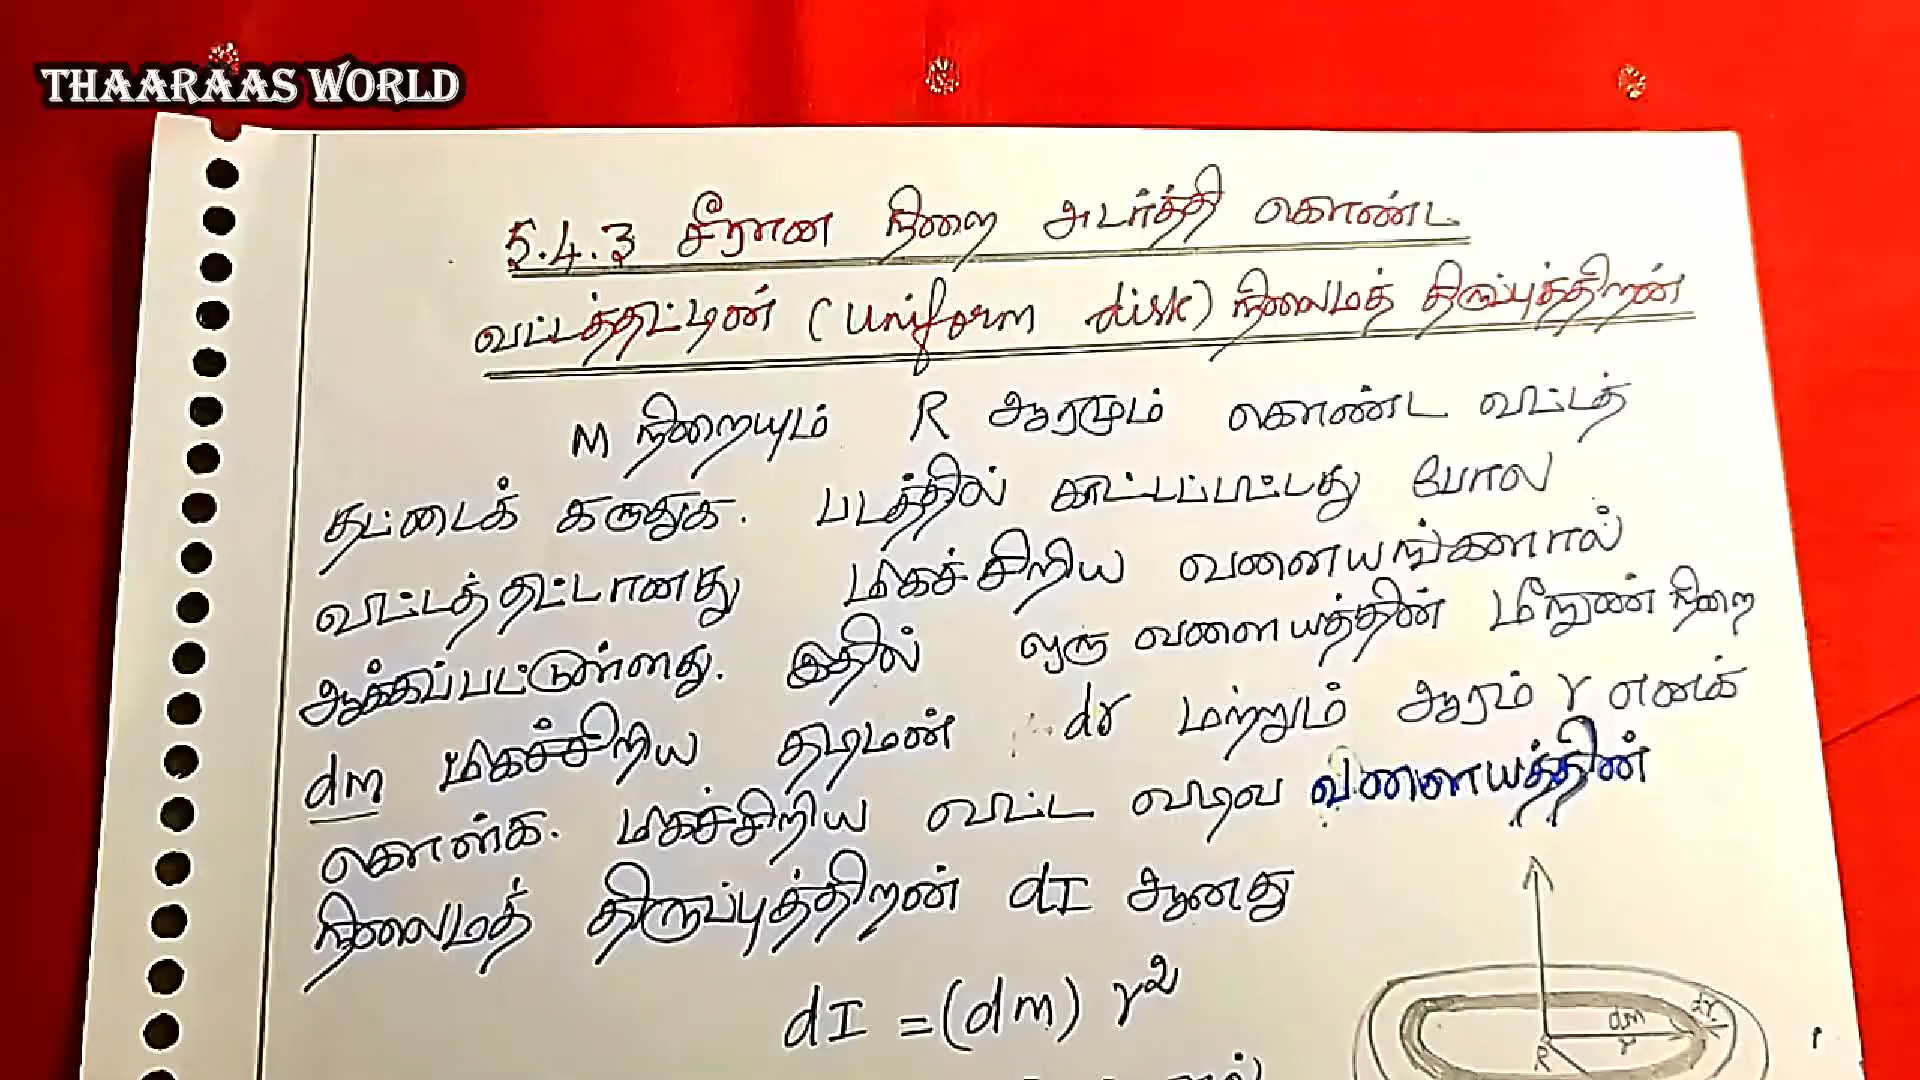 THAARAAS WORLD
5.4.3 சீரான நிறை அடர்த்தி கொண்ட
வட்டத்தட்டின் (Uniform disk) நிலைமத் திருப்புத்திறன்
M நிறையும் R ஆரமும் கொண்ட வட்டத்
தட்டைக் கருதுக. படத்தில் காட்டப்பட்டது போல
வட்டத்தட்டானது மிகச்சிறிய வளையங்களால்
ஆக்கப்பட்டுள்ளது. இதில் ஒரு வளையத்தின் மீநுண் நிறை
dm மிகச்சிறிய தடிமன் dr மற்றும் ஆரம் r எனக்
கொள்க. மிகச்சிறிய வட்ட வடிவ வளையத்தின்
நிலைமத் திருப்புத்திறன் dI ஆனது
dI = (dm) r²
dr
dm
r
R